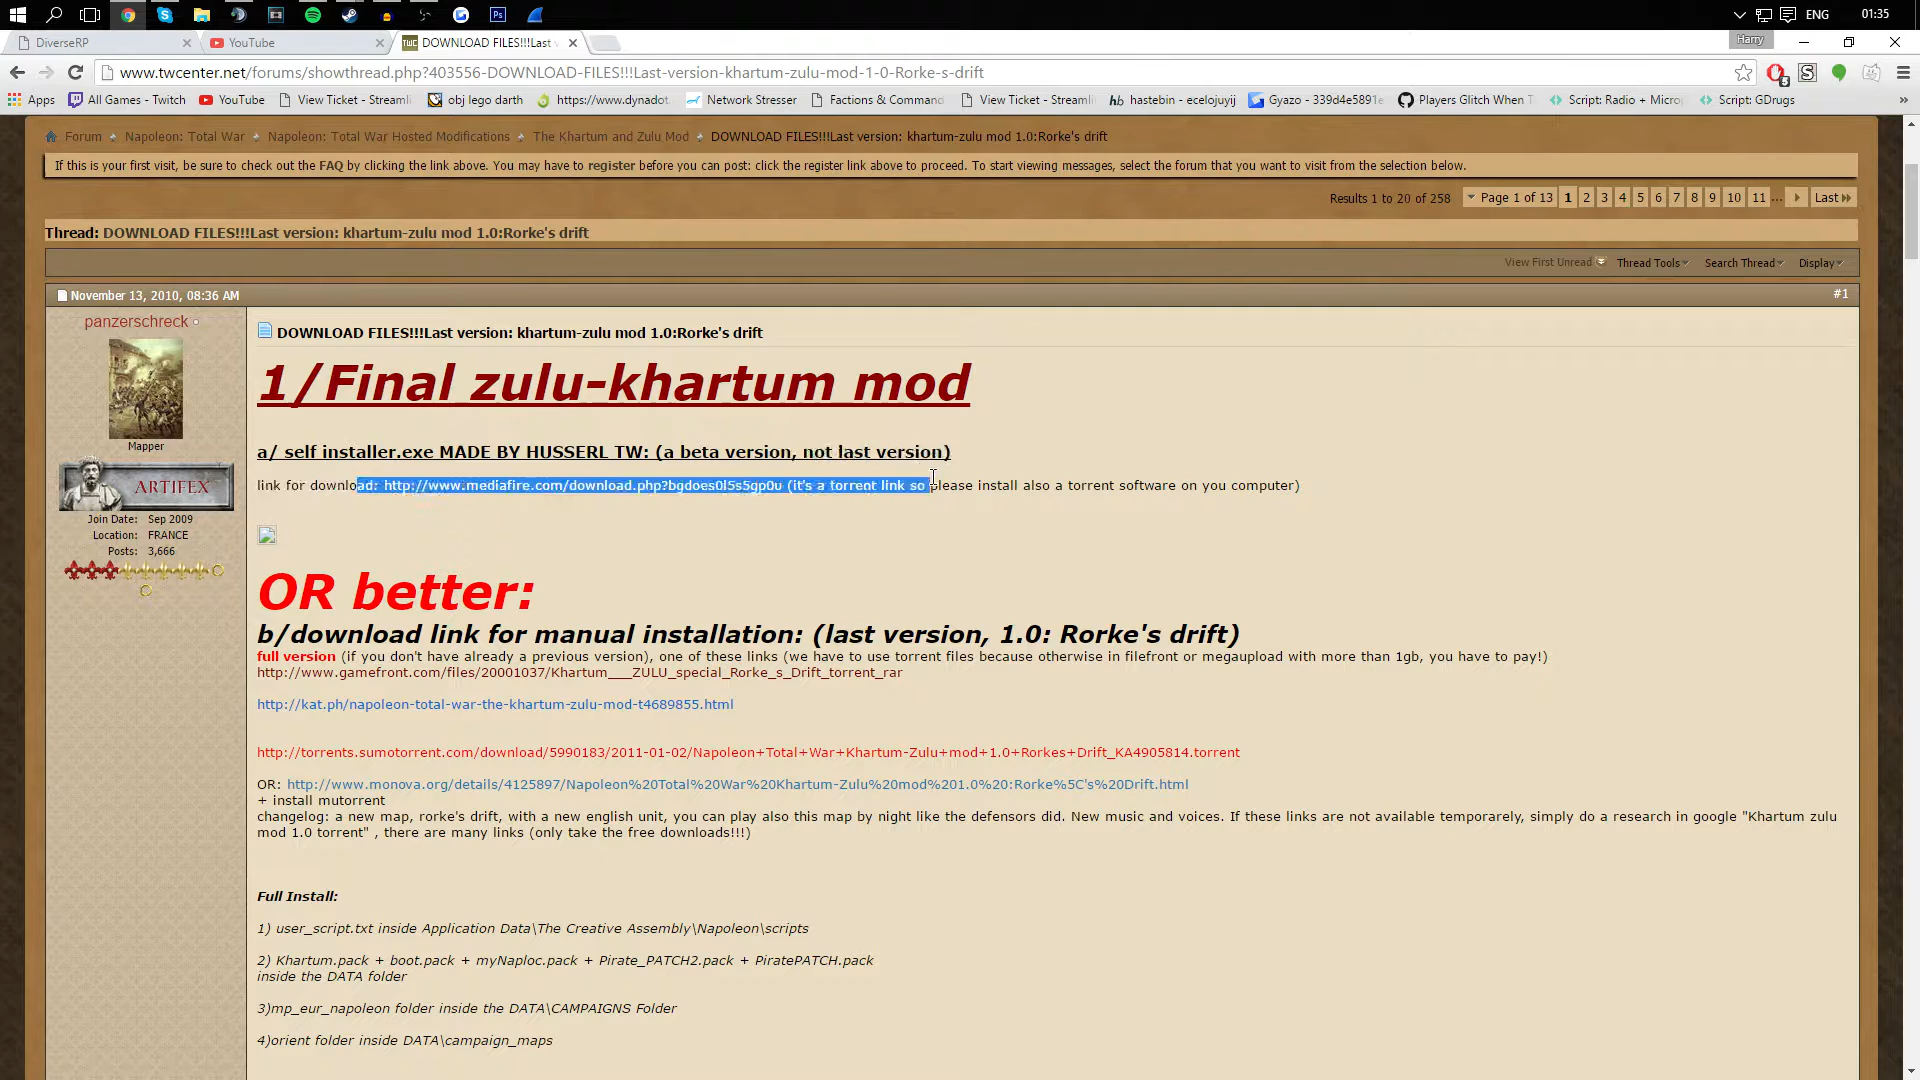 ENG
01:35
DiverseRP
YouTube
DOWNLOAD FILES!!!Last
Harry
www.twcenter.net/forums/showthread.php?403556-DOWNLOAD-FILES!!!Last-version-khartum-zulu-mod-1-0-Rorke-s-drift
Apps All Games - Twitch YouTube View Ticket - Streaml obj lego darth https://www.dynadot. Network Stresser Factions & Command View Ticket - Streaml hastebin - ecelojuyij Gyazo - 339d4e5891e Players Glitch When T Script: Radio + Micro Script: GDrugs »
Forum Napoleon: Total War Napoleon: Total War Hosted Modifications The Khartum and Zulu Mod DOWNLOAD FILES!!!Last version: khartum-zulu mod 1.0:Rorke's drift
If this is your first visit, be sure to check out the FAQ by clicking the link above. You may have to register before you can post: click the register link above to proceed. To start viewing messages, select the forum that you want to visit from the selection below.
Results 1 to 20 of 258 Page 1 of 13 1 2 3 4 5 6 7 8 9 10 11 ... Last
Thread: DOWNLOAD FILES!!!Last version: khartum-zulu mod 1.0:Rorke's drift
View First Unread Thread Tools Search Thread Display
November 13, 2010, 08:36 AM #1
panzerschreck
Mapper
ARTIFEX
Join Date: Sep 2009
Location: FRANCE
Posts: 3,666
DOWNLOAD FILES!!!Last version: khartum-zulu mod 1.0:Rorke's drift
1/Final zulu-khartum mod
a/ self installer.exe MADE BY HUSSERL TW: (a beta version, not last version)
link for download: http://www.mediafire.com/download.php?bgdoes0l5s5gp0u (it's a torrent link so please install also a torrent software on you computer)
OR better:
b/download link for manual installation: (last version, 1.0: Rorke's drift)
full version (if you don't have already a previous version), one of these links (we have to use torrent files because otherwise in filefront or megaupload with more than 1gb, you have to pay!)
http://www.gamefront.com/files/20001037/Khartum___ZULU_special_Rorke_s_Drift_torrent_rar
http://kat.ph/napoleon-total-war-the-khartum-zulu-mod-t4689855.html
http://torrents.sumotorrent.com/download/5990183/2011-01-02/Napoleon+Total+War+Khartum-Zulu+mod+1.0+Rorkes+Drift_KA4905814.torrent
OR: http://www.monova.org/details/4125897/Napoleon%20Total%20War%20Khartum-Zulu%20mod%201.0%20:Rorke%5C's%20Drift.html
+ install mutorrent
changelog: a new map, rorke's drift, with a new english unit, you can play also this map by night like the defensors did. New music and voices. If these links are not available temporarely, simply do a research in google "Khartum zulu
mod 1.0 torrent" , there are many links (only take the free downloads!!!)
Full Install:
1) user_script.txt inside Application Data\The Creative Assembly\Napoleon\scripts
2) Khartum.pack + boot.pack + myNaploc.pack + Pirate_PATCH2.pack + PiratePATCH.pack
inside the DATA folder
3)mp_eur_napoleon folder inside the DATA\CAMPAIGNS Folder
4)orient folder inside DATA\campaign_maps